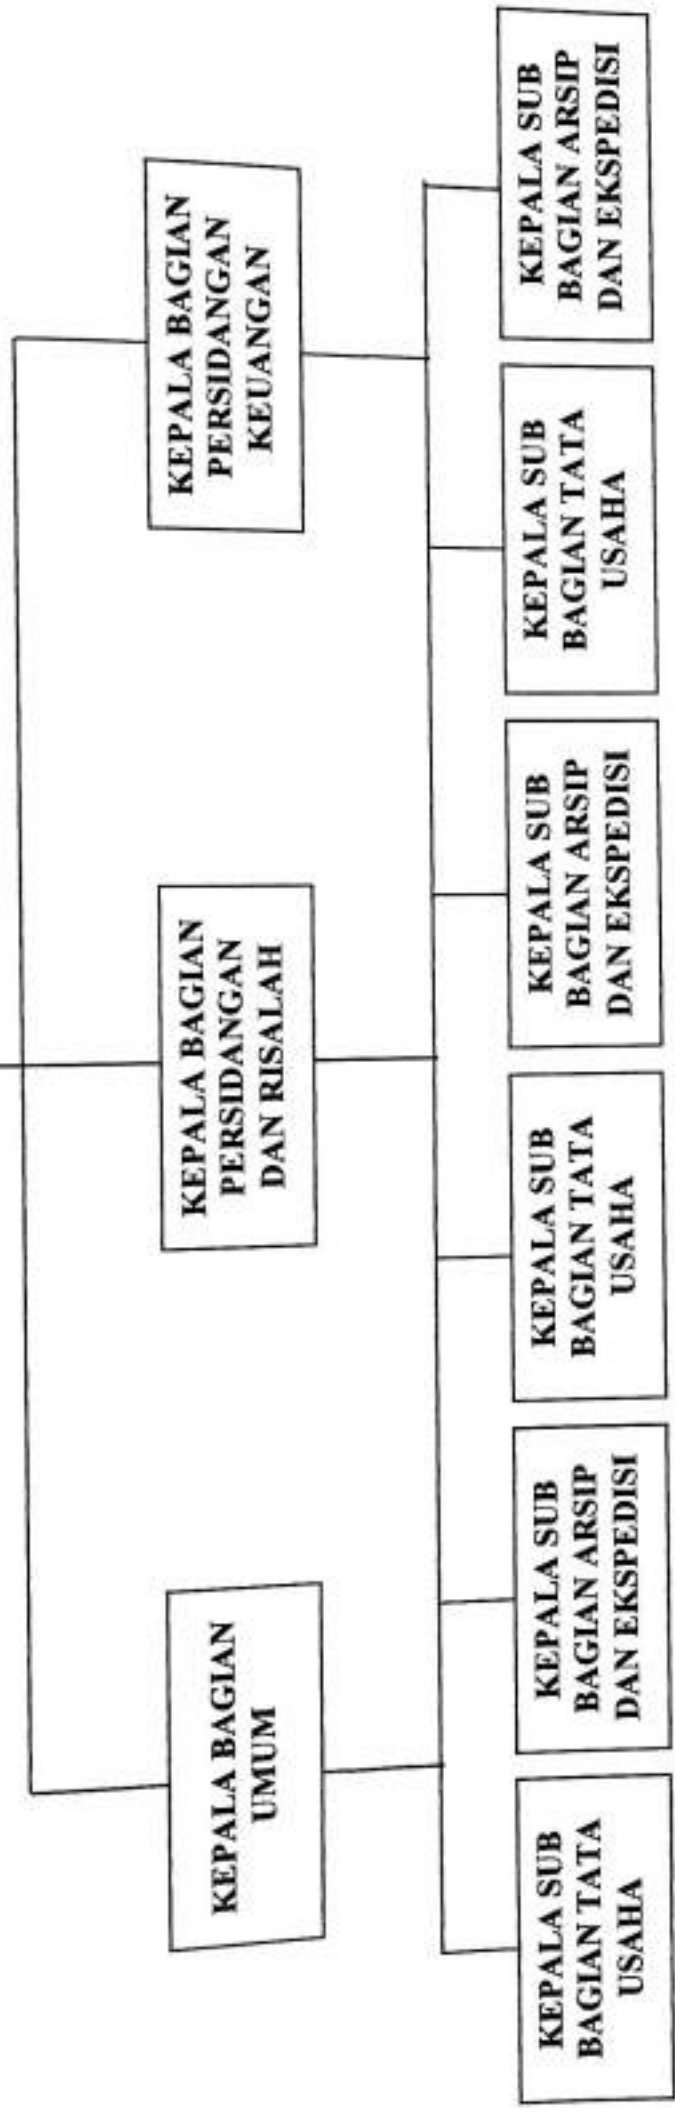 KEPALA BAGIAN
UMUM
KEPALA BAGIAN
PERSIDANGAN
DAN RISALAH
KEPALA BAGIAN
PERSIDANGAN
KEUANGAN
KEPALA SUB
BAGIAN TATA
USAHA
KEPALA SUB
BAGIAN ARSIP
DAN EKSPEDISI
KEPALA SUB
BAGIAN TATA
USAHA
KEPALA SUB
BAGIAN ARSIP
DAN EKSPEDISI
KEPALA SUB
BAGIAN TATA
USAHA
KEPALA SUB
BAGIAN ARSIP
DAN EKSPEDISI